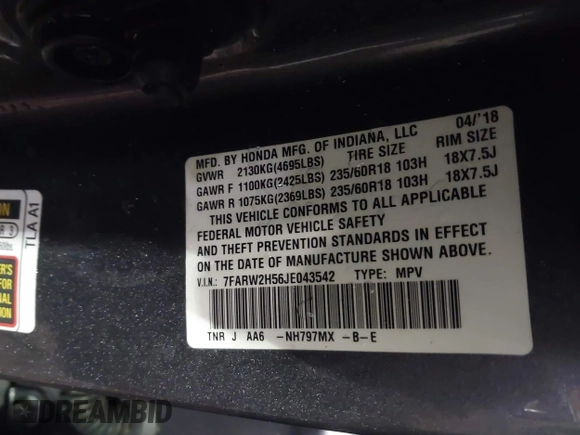 MFD. BY HONDA MFG. OF INDIANA, LLC 04/'18
GVWR 2130KG(4695LBS) TIRE SIZE RIM SIZE
GAWR F 1100KG(2425LBS) 235/60R18 103H 18X7.5J
GAWR R 1075KG(2369LBS) 235/60R18 103H 18X7.5J
THIS VEHICLE CONFORMS TO ALL APPLICABLE
FEDERAL MOTOR VEHICLE SAFETY
AND THEFT PREVENTION STANDARDS IN EFFECT
ON THE DATE OF MANUFACTURE SHOWN ABOVE.
V.I.N.: 7FARW2H56JE043542 TYPE: MPV
TNR J AA6 -NH797MX -B-E
TLA A1
DREAMBID